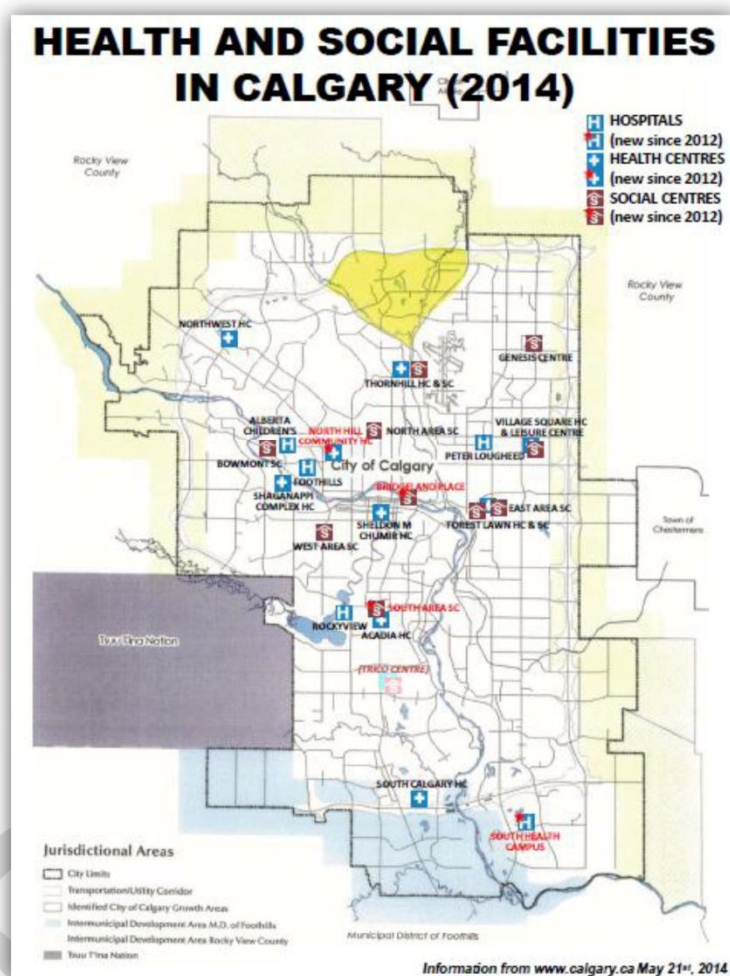 HEALTH AND SOCIAL FACILITIES
IN CALGARY (2014)
HOSPITALS
(new since 2012)
HEALTH CENTRES
(new since 2012)
SOCIAL CENTRES
(new since 2012)
Rocky View
County
Rocky View
County
NORTHWEST HC
GENESIS CENTRE
THORNHILL HC & SC
ALBERTA
CHILDREN'S
NORTH HILL
COMMUNITY HC
NORTH AREA SC
VILLAGE SQUARE HC
& LEISURE CENTRE
BOWMONT SC
PETER LOUGHEED
City of Calgary
FOOTHILLS
SHAGANAPPI
COMPLEX HC
BRIDGELAND PLACE
EAST AREA SC
SHELDON M
CHUMIR HC
FOREST LAWN HC & SC
Town of
Chestermere
WEST AREA SC
SOUTH AREA SC
ROCKYVIEW
ACADIA HC
Tsuu T'ina Nation
(TRICO CENTRE)
SOUTH CALGARY HC
SOUTH HEALTH
CAMPUS
Jurisdictional Areas
City Limits
Transportation/Utility Corridor
Identified City of Calgary Growth Areas
Intermunicipal Development Area M.D. of Foothills
Intermunicipal Development Area Rocky View County
Tsuu T'ina Nation
Municipal District of Foothills
Information from www.calgary.ca May 21st, 2014